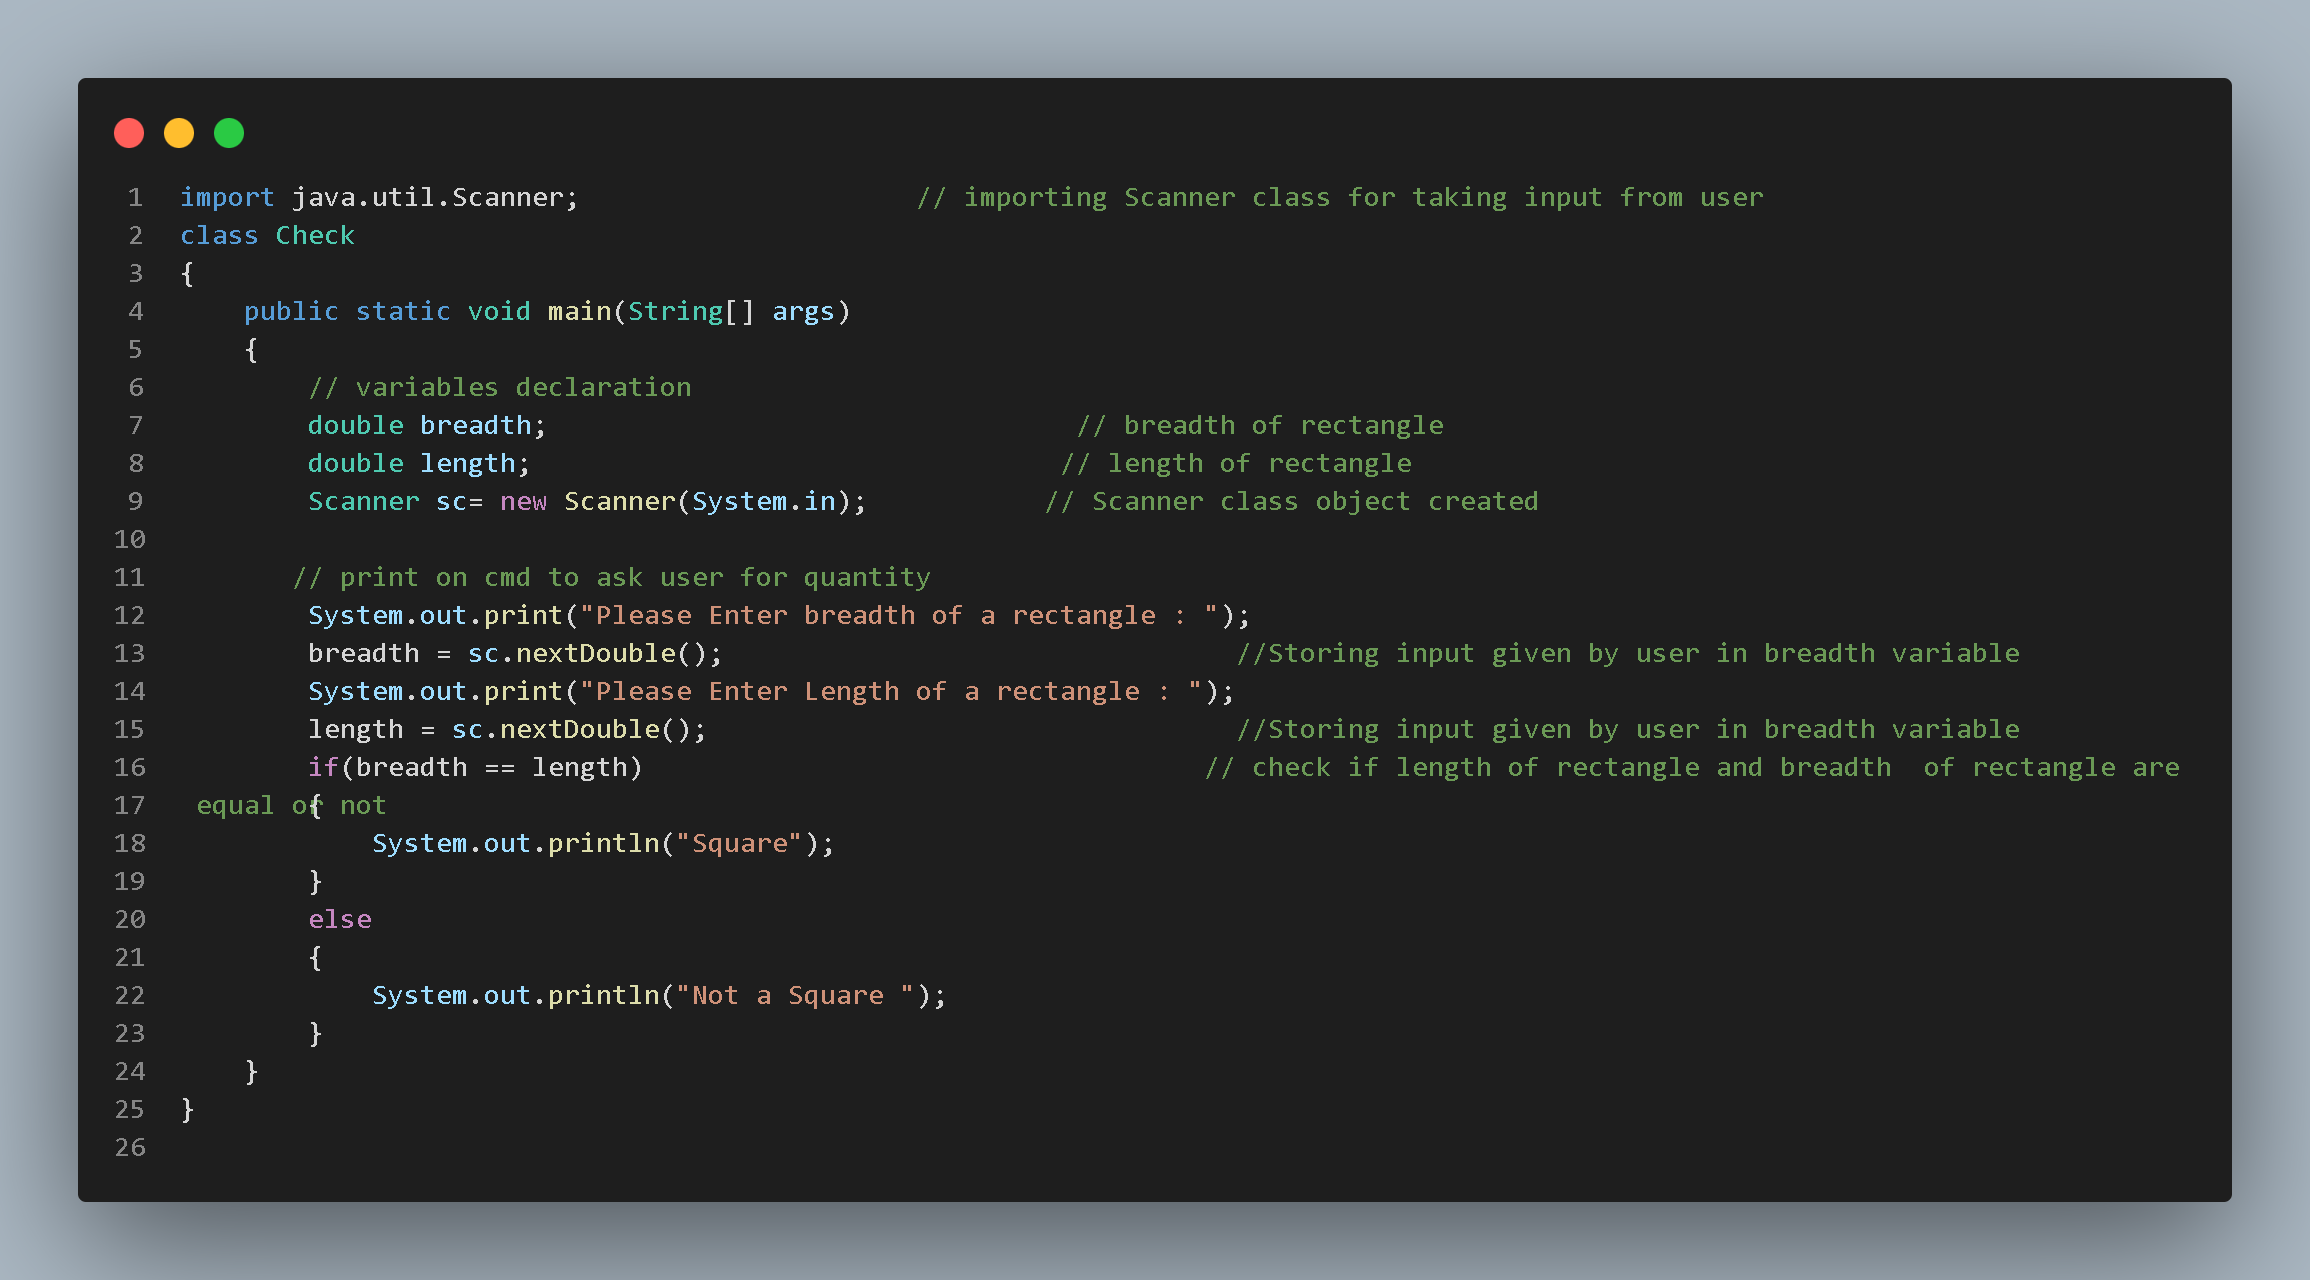 1 import java.util.Scanner; // importing Scanner class for taking input from user
2 class Check
3 {
4 public static void main(String[] args)
5 {
6 // variables declaration
7 double breadth; // breadth of rectangle
8 double length; // length of rectangle
9 Scanner sc= new Scanner(System.in); // Scanner class object created
10
11 // print on cmd to ask user for quantity
12 System.out.print("Please Enter breadth of a rectangle : ");
13 breadth = sc.nextDouble(); //Storing input given by user in breadth variable
14 System.out.print("Please Enter Length of a rectangle : ");
15 length = sc.nextDouble(); //Storing input given by user in breadth variable
16 if(breadth == length) // check if length of rectangle and breadth  of rectangle are
17 equal or not {
18 System.out.println("Square");
19 }
20 else
21 {
22 System.out.println("Not a Square ");
23 }
24 }
25 }
26